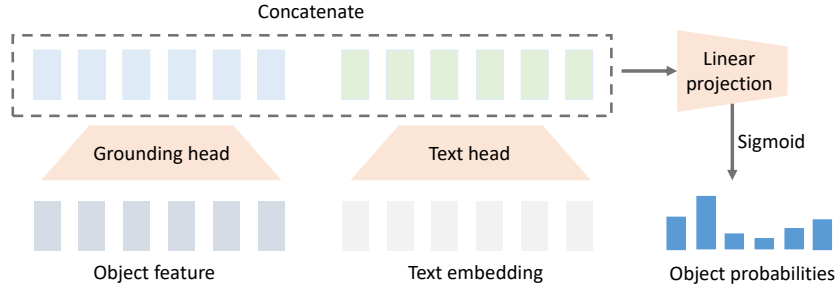 Concatenate
Linear
projection
Grounding head
Text head
Sigmoid
Object feature
Text embedding
Object probabilities